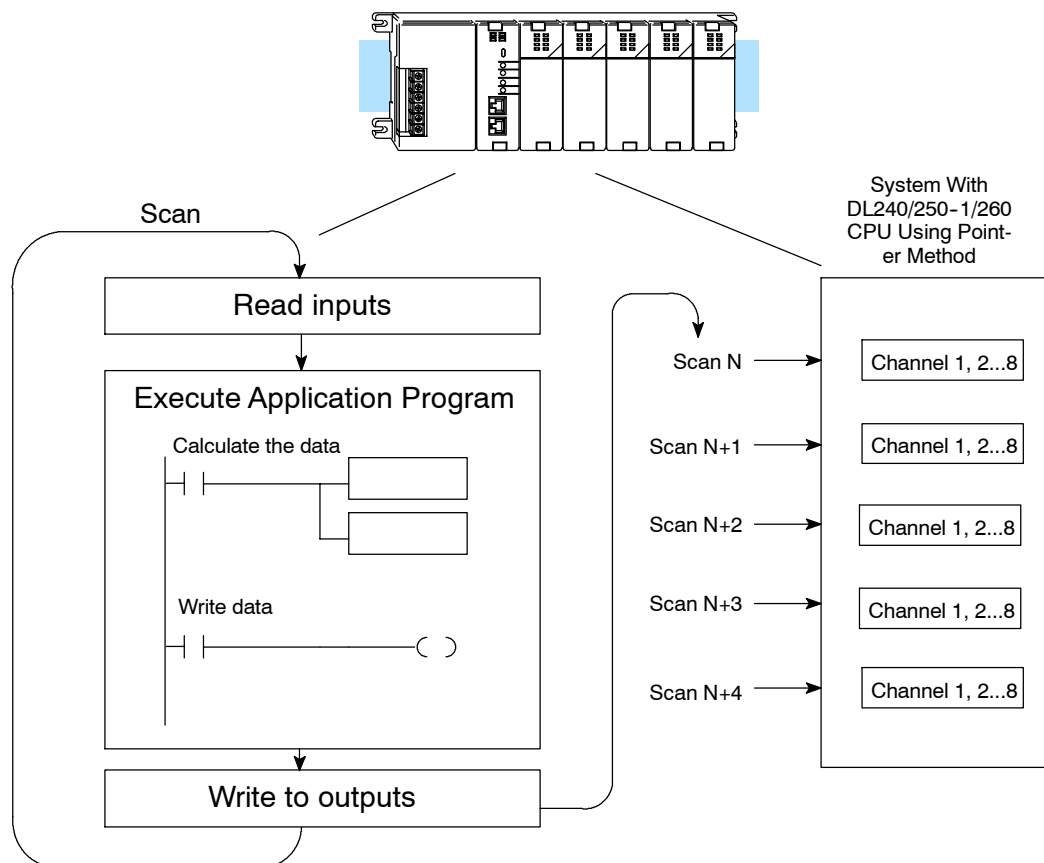 System With
DL240/250-1/260
CPU Using Point-
er Method
Scan
Read inputs
Execute Application Program
Calculate the data
Write data
Write to outputs
Scan N
Channel 1, 2...8
Scan N+1
Channel 1, 2...8
Scan N+2
Channel 1, 2...8
Scan N+3
Channel 1, 2...8
Scan N+4
Channel 1, 2...8